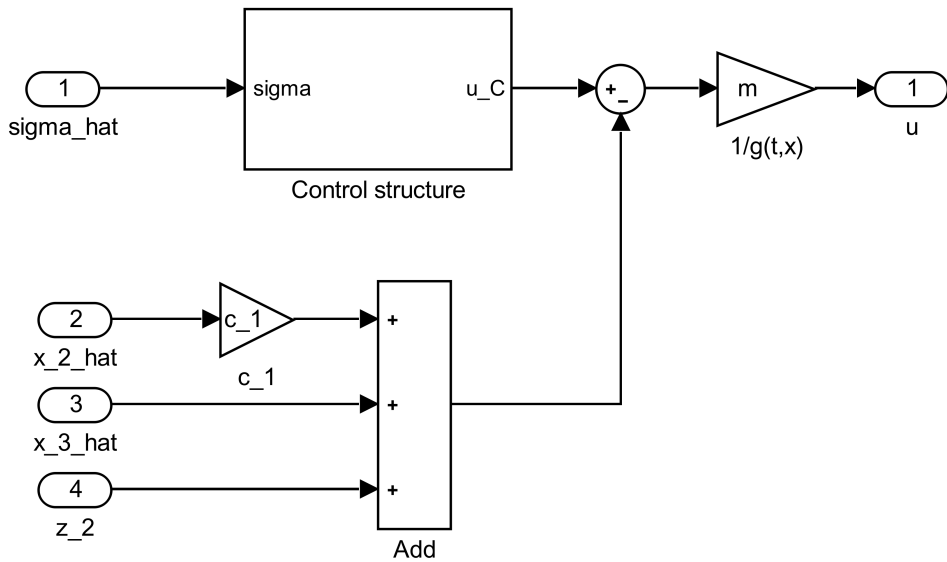 1
sigma_hat
sigma
u_C
Control structure
+
−
m
1/g(t,x)
1
u
2
x_2_hat
c_1
c_1
3
x_3_hat
4
z_2
+
+
+
Add